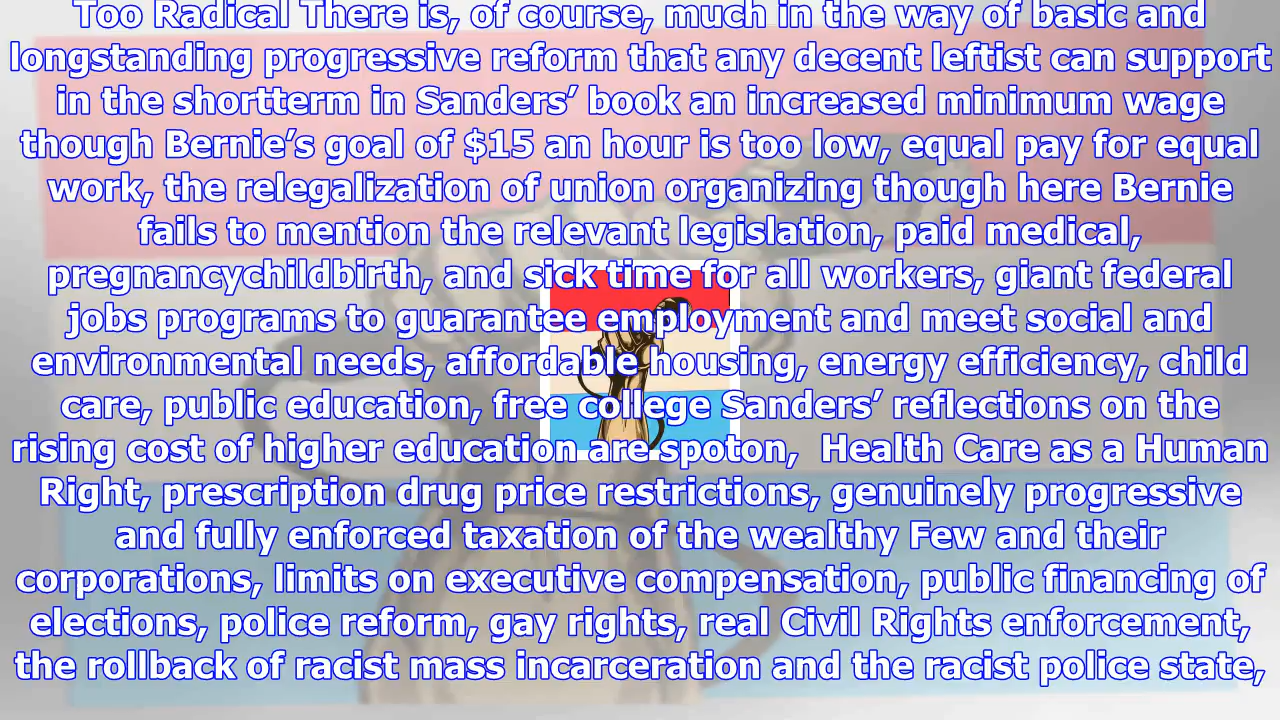 Too Radical There is, of course, much in the way of basic and
longstanding progressive reform that any decent leftist can support
in the shortterm in Sanders’ book an increased minimum wage
though Bernie’s goal of $15 an hour is too low, equal pay for equal
work, the relegalization of union organizing though here Bernie
fails to mention the relevant legislation, paid medical,
pregnancychildbirth, and sick time for all workers, giant federal
jobs programs to guarantee employment and meet social and
environmental needs, affordable housing, energy efficiency, child
care, public education, free college Sanders’ reflections on the
rising cost of higher education are spoton,  Health Care as a Human
Right, prescription drug price restrictions, genuinely progressive
and fully enforced taxation of the wealthy Few and their
corporations, limits on executive compensation, public financing of
elections, police reform, gay rights, real Civil Rights enforcement,
the rollback of racist mass incarceration and the racist police state,